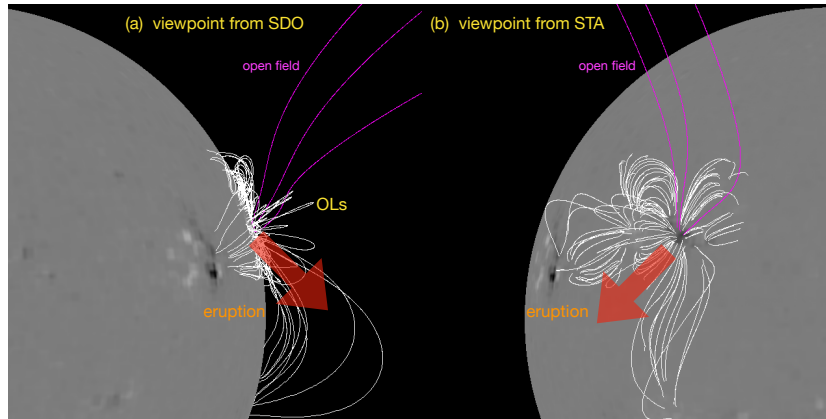 (a) viewpoint from SDO
open field
OLs
eruption
(b) viewpoint from STA
open field
eruption